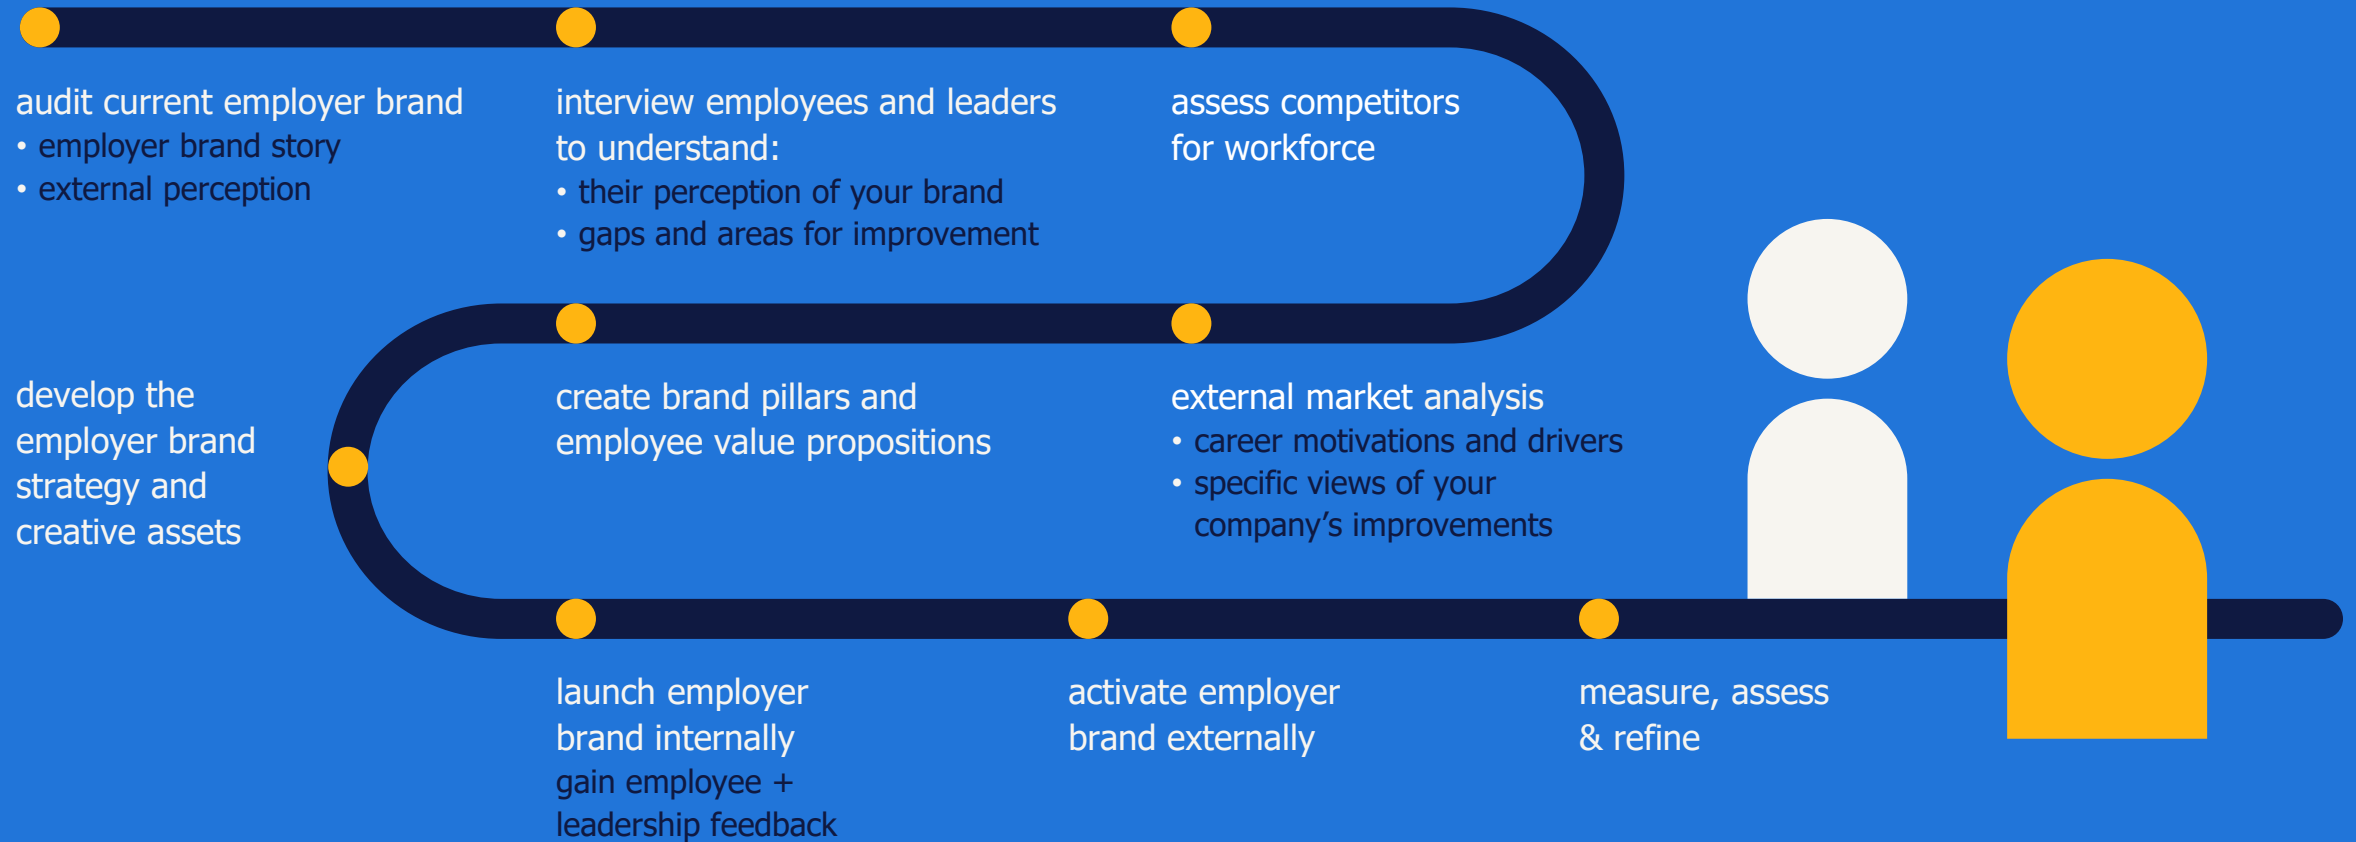 audit current employer brand
• employer brand story
• external perception
interview employees and leaders
to understand:
• their perception of your brand
• gaps and areas for improvement
assess competitors
for workforce
external market analysis
• career motivations and drivers
• specific views of your
company’s improvements
create brand pillars and
employee value propositions
develop the
employer brand
strategy and
creative assets
launch employer
brand internally
gain employee +
leadership feedback
activate employer
brand externally
measure, assess
& refine